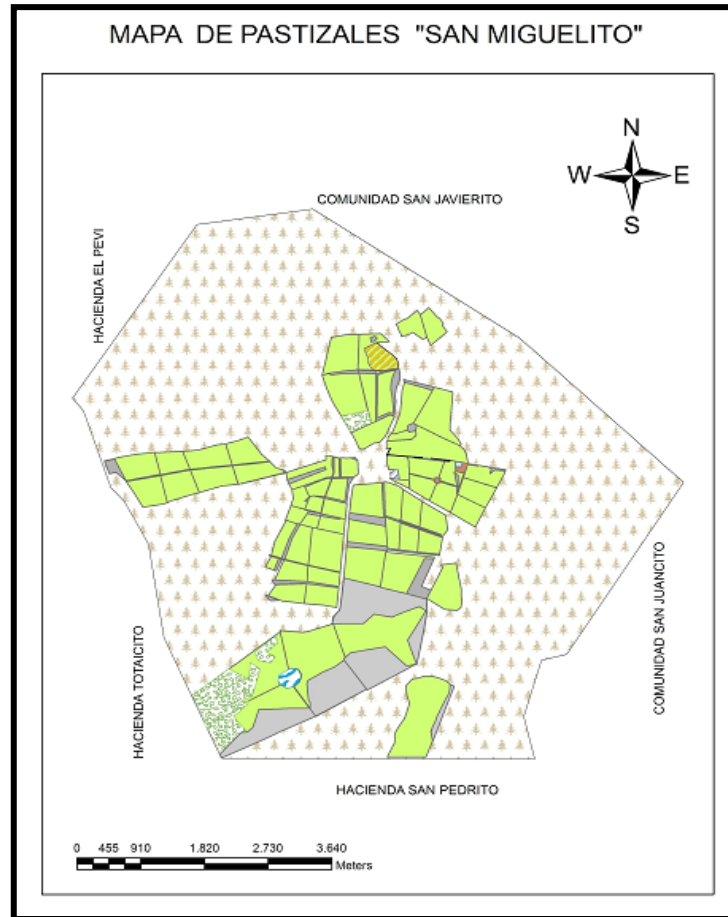 MAPA DE PASTIZALES "SAN MIGUELITO"
N
W E
S
COMUNIDAD SAN JAVIERITO
HACIENDA EL PEVI
COMUNIDAD SAN JUANCITO
HACIENDA TOTAICITO
HACIENDA SAN PEDRITO
0 455 910 1.820 2.730 3.640
Meters